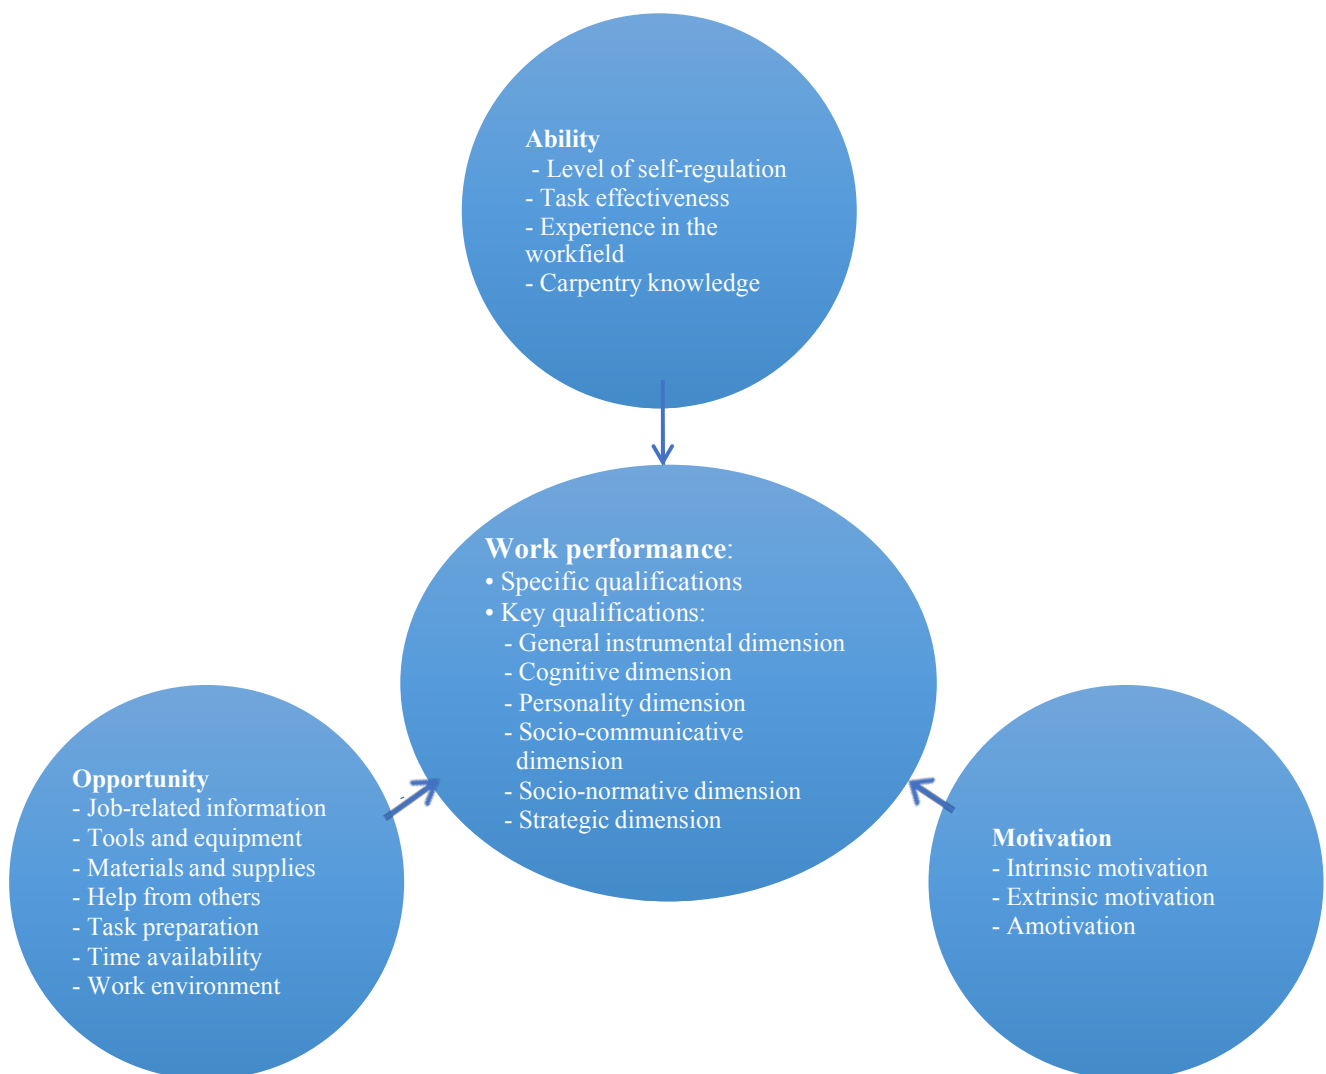 Ability
- Level of self-regulation
- Task effectiveness
- Experience in the
workfield
- Carpentry knowledge
Work performance:
• Specific qualifications
• Key qualifications:
- General instrumental dimension
- Cognitive dimension
- Personality dimension
- Socio-communicative
dimension
- Socio-normative dimension
- Strategic dimension
Opportunity
- Job-related information
- Tools and equipment
- Materials and supplies
- Help from others
- Task preparation
- Time availability
- Work environment
Motivation
- Intrinsic motivation
- Extrinsic motivation
- Amotivation